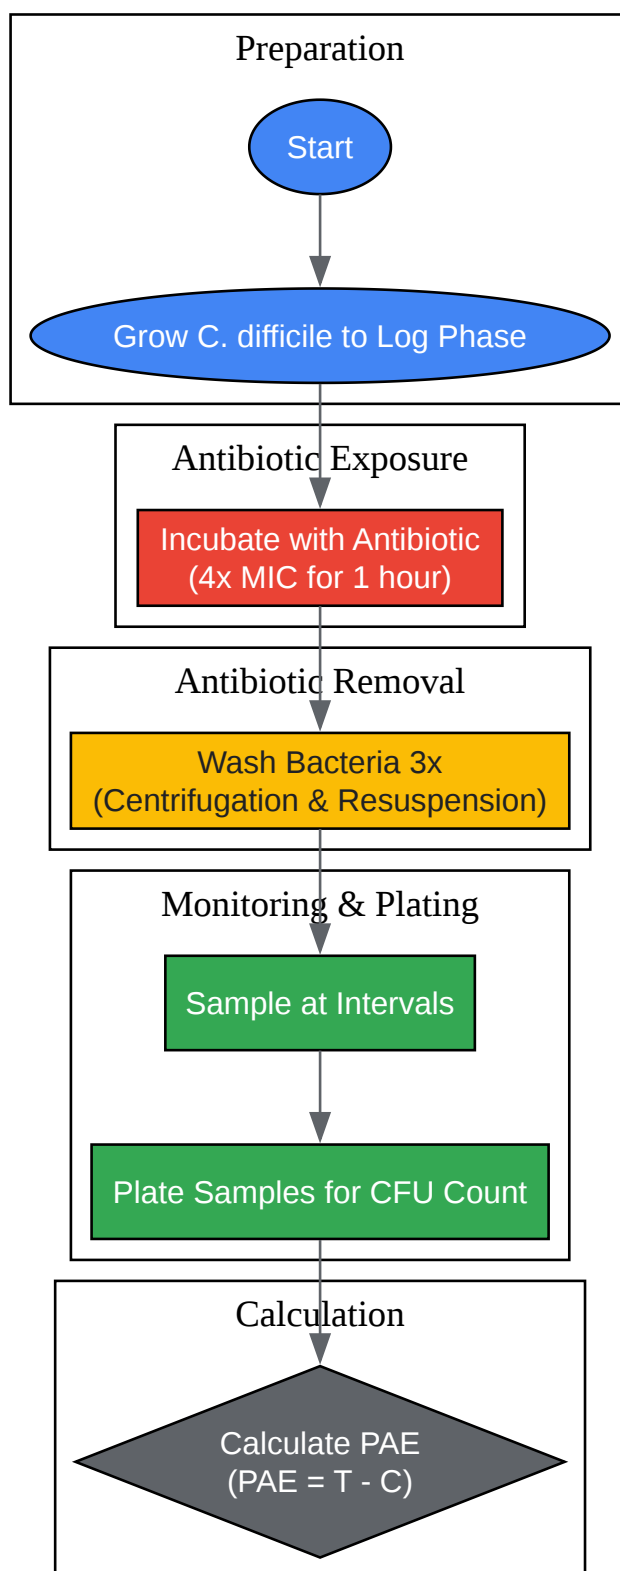 Preparation
Start
Grow C. difficile to Log Phase
Antibiotic Exposure
Incubate with Antibiotic
(4x MIC for 1 hour)
Antibiotic Removal
Wash Bacteria 3x
(Centrifugation & Resuspension)
Monitoring & Plating
Sample at Intervals
Plate Samples for CFU Count
Calculation
Calculate PAE
(PAE = T - C)